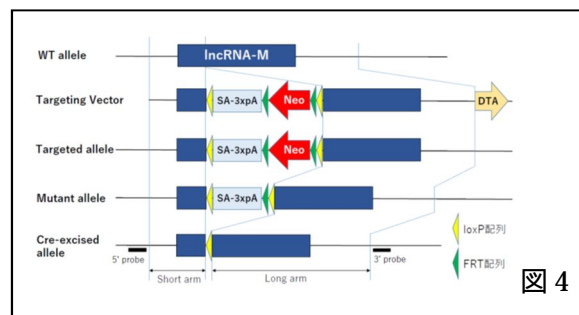 WT allele
lncRNA-M
Targeting Vector
SA-3xpA
Neo
DTA
Targeted allele
SA-3xpA
Neo
Mutant allele
SA-3xpA
Cre-excised
allele
loxP配列
FRT配列
5' probe
3' probe
Short arm
Long arm
図 4